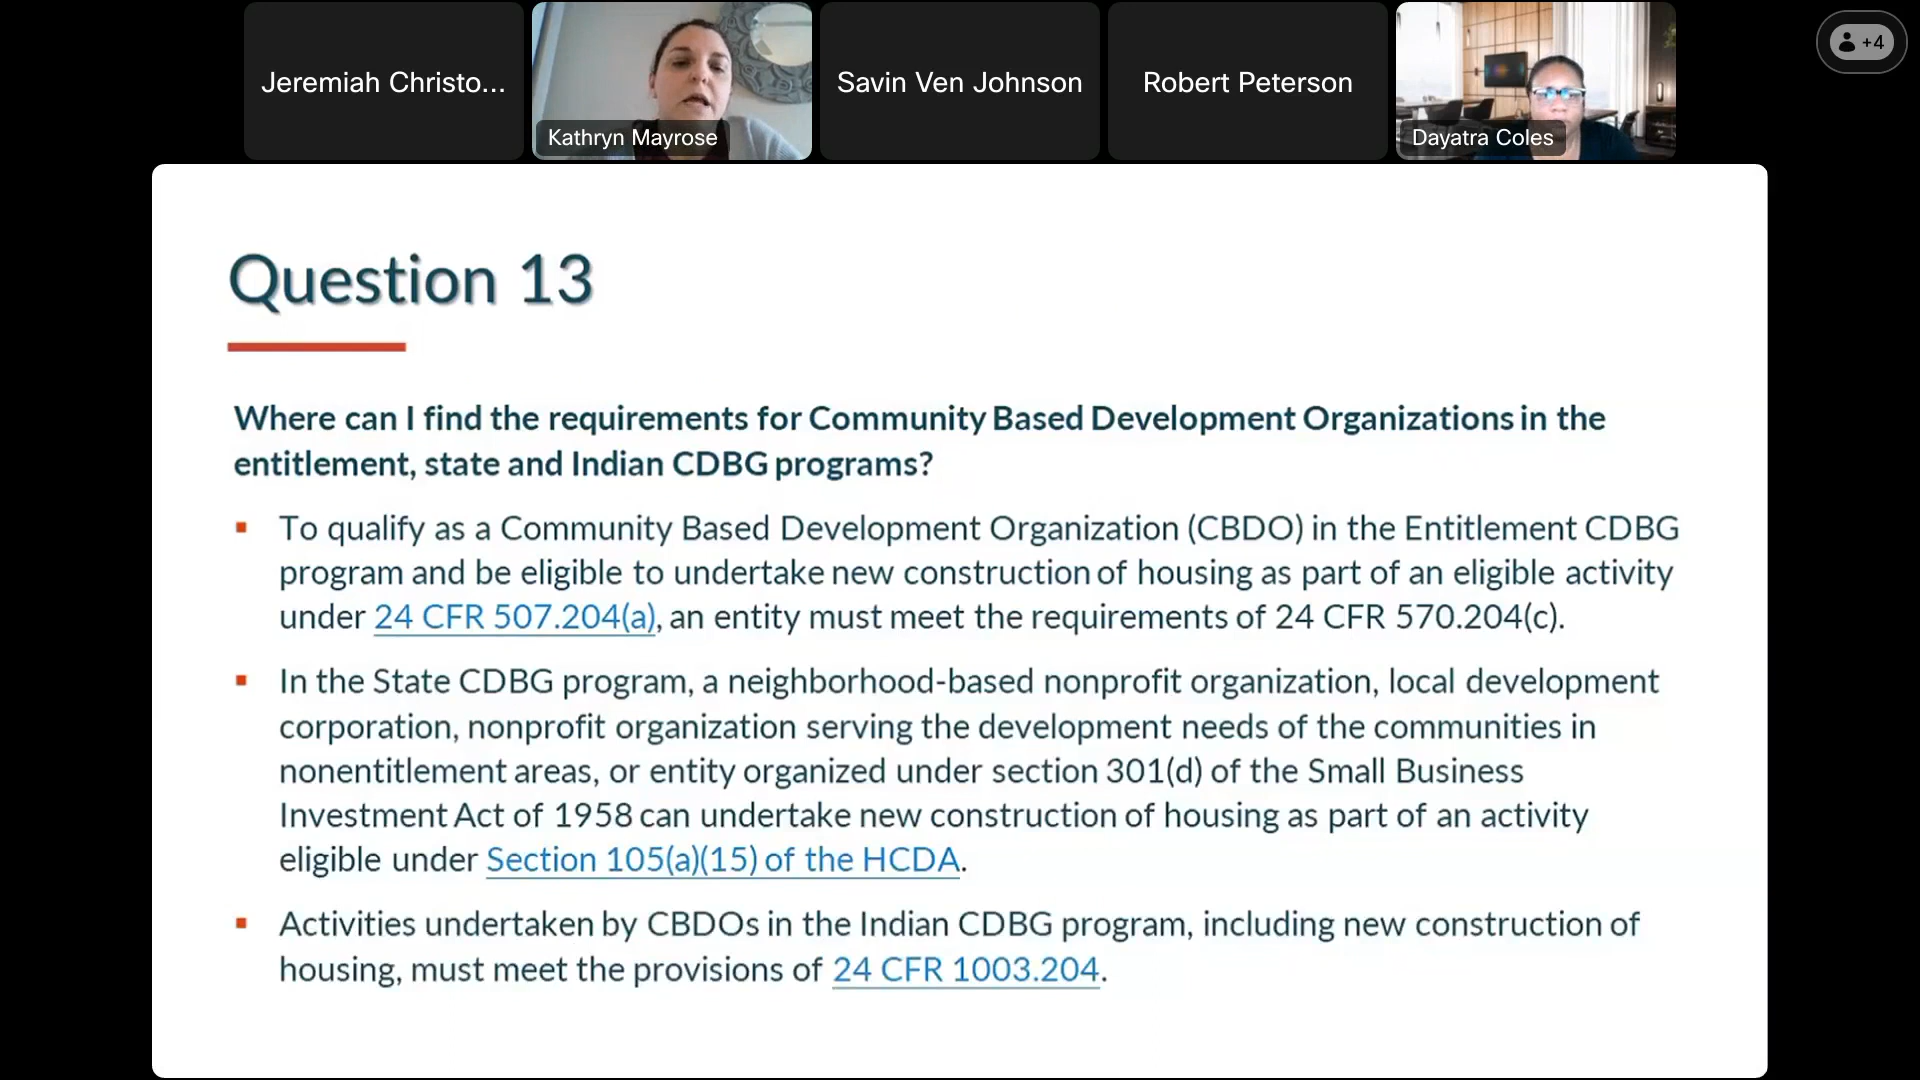 Jeremiah Christo...
Kathryn Mayrose
Savin Ven Johnson
Robert Peterson
Dayatra Coles
+4
Question 13
Where can I find the requirements for Community Based Development Organizations in the
entitlement, state and Indian CDBG programs?
▪ To qualify as a Community Based Development Organization (CBDO) in the Entitlement CDBG
program and be eligible to undertake new construction of housing as part of an eligible activity
under 24 CFR 507.204(a), an entity must meet the requirements of 24 CFR 570.204(c).
▪ In the State CDBG program, a neighborhood-based nonprofit organization, local development
corporation, nonprofit organization serving the development needs of the communities in
nonentitlement areas, or entity organized under section 301(d) of the Small Business
Investment Act of 1958 can undertake new construction of housing as part of an activity
eligible under Section 105(a)(15) of the HCDA.
▪ Activities undertaken by CBDOs in the Indian CDBG program, including new construction of
housing, must meet the provisions of 24 CFR 1003.204.